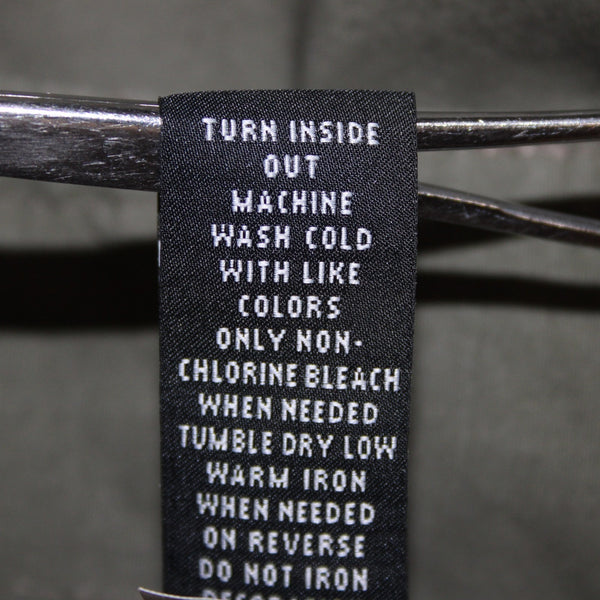 TURN INSIDE
OUT
MACHINE
WASH COLD
WITH LIKE
COLORS
ONLY NON-
CHLORINE BLEACH
WHEN NEEDED
TUMBLE DRY LOW
WARM IRON
WHEN NEEDED
ON REVERSE
DO NOT IRON